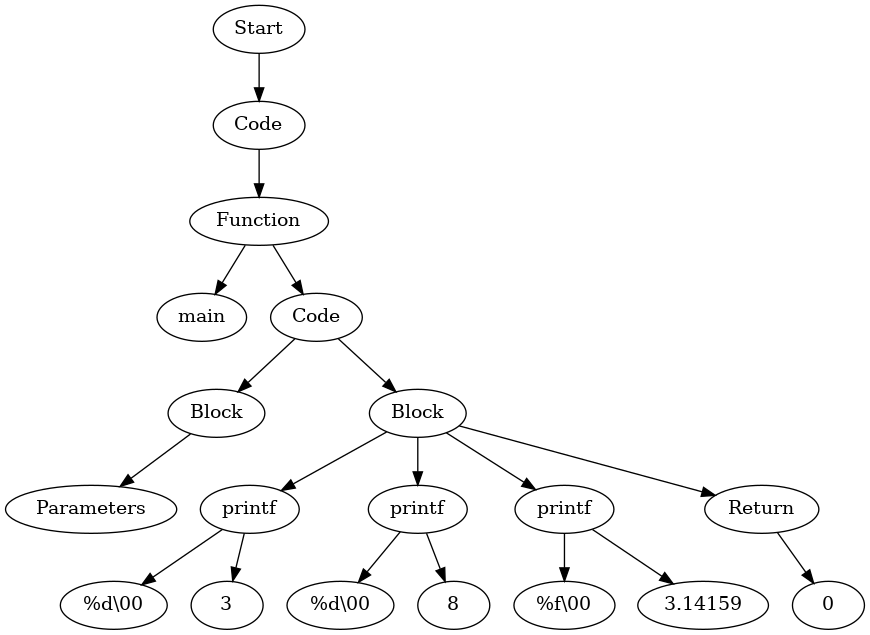 Start
Code
Function
main
Code
Block
Block
Parameters
printf
printf
printf
Return
%d\00
3
%d\00
8
%f\00
3.14159
0